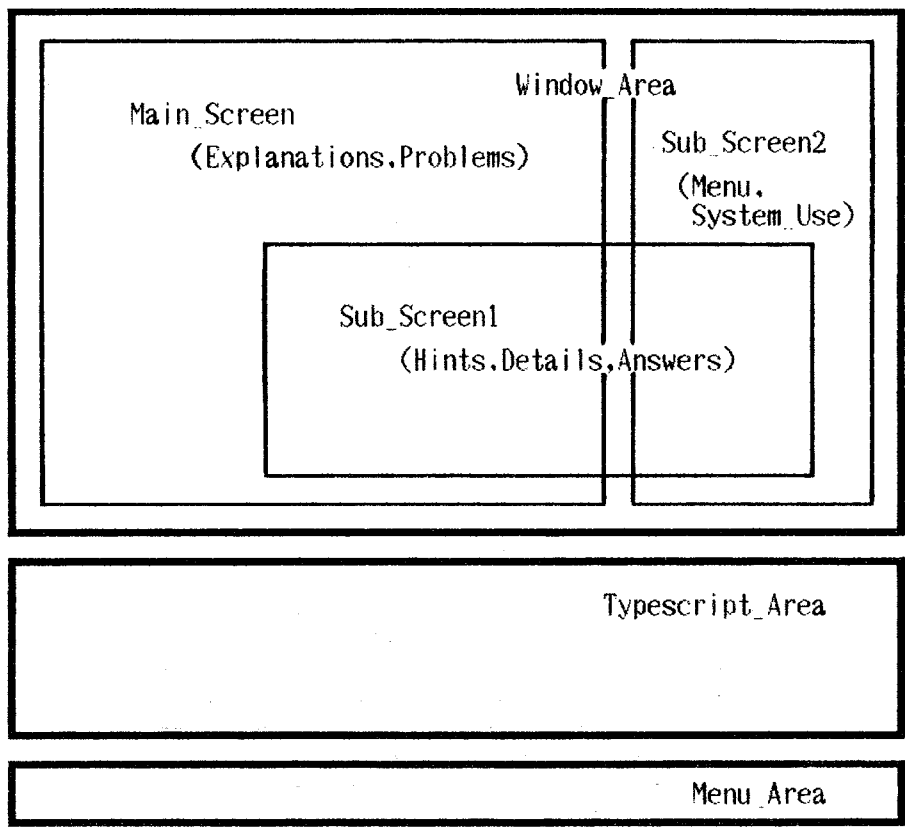 Window_Area
Main_Screen
(Explanations.Problems)
Sub_Screen2
(Menu.
System_Use)
Sub_Screen1
(Hints.Details,Answers)
Typescript_Area
Menu_Area